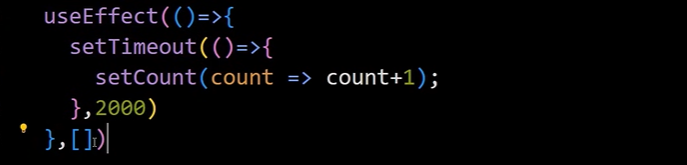 useEffect(()=>{
setTimeout(()=>{
setCount(count => count+1);
},2000)
},[])